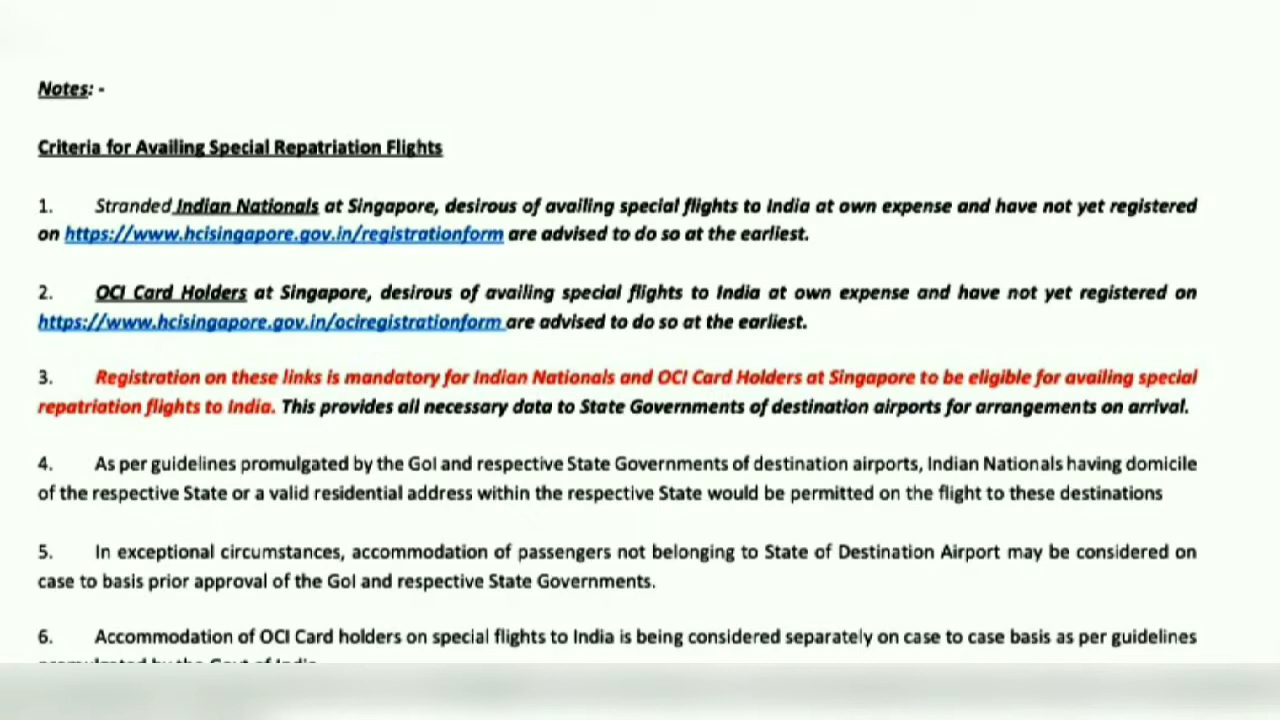 Notes: -
Criteria for Availing Special Repatriation Flights
1. Stranded Indian Nationals at Singapore, desirous of availing special flights to India at own expense and have not yet registered
on https://www.hcisingapore.gov.in/registrationform are advised to do so at the earliest.
2. OCI Card Holders at Singapore, desirous of availing special flights to India at own expense and have not yet registered on
https://www.hcisingapore.gov.in/ociregistrationform are advised to do so at the earliest.
3. Registration on these links is mandatory for Indian Nationals and OCI Card Holders at Singapore to be eligible for availing special
repatriation flights to India. This provides all necessary data to State Governments of destination airports for arrangements on arrival.
4. As per guidelines promulgated by the GoI and respective State Governments of destination airports, Indian Nationals having domicile
of the respective State or a valid residential address within the respective State would be permitted on the flight to these destinations
5. In exceptional circumstances, accommodation of passengers not belonging to State of Destination Airport may be considered on
case to basis prior approval of the GoI and respective State Governments.
6. Accommodation of OCI Card holders on special flights to India is being considered separately on case to case basis as per guidelines